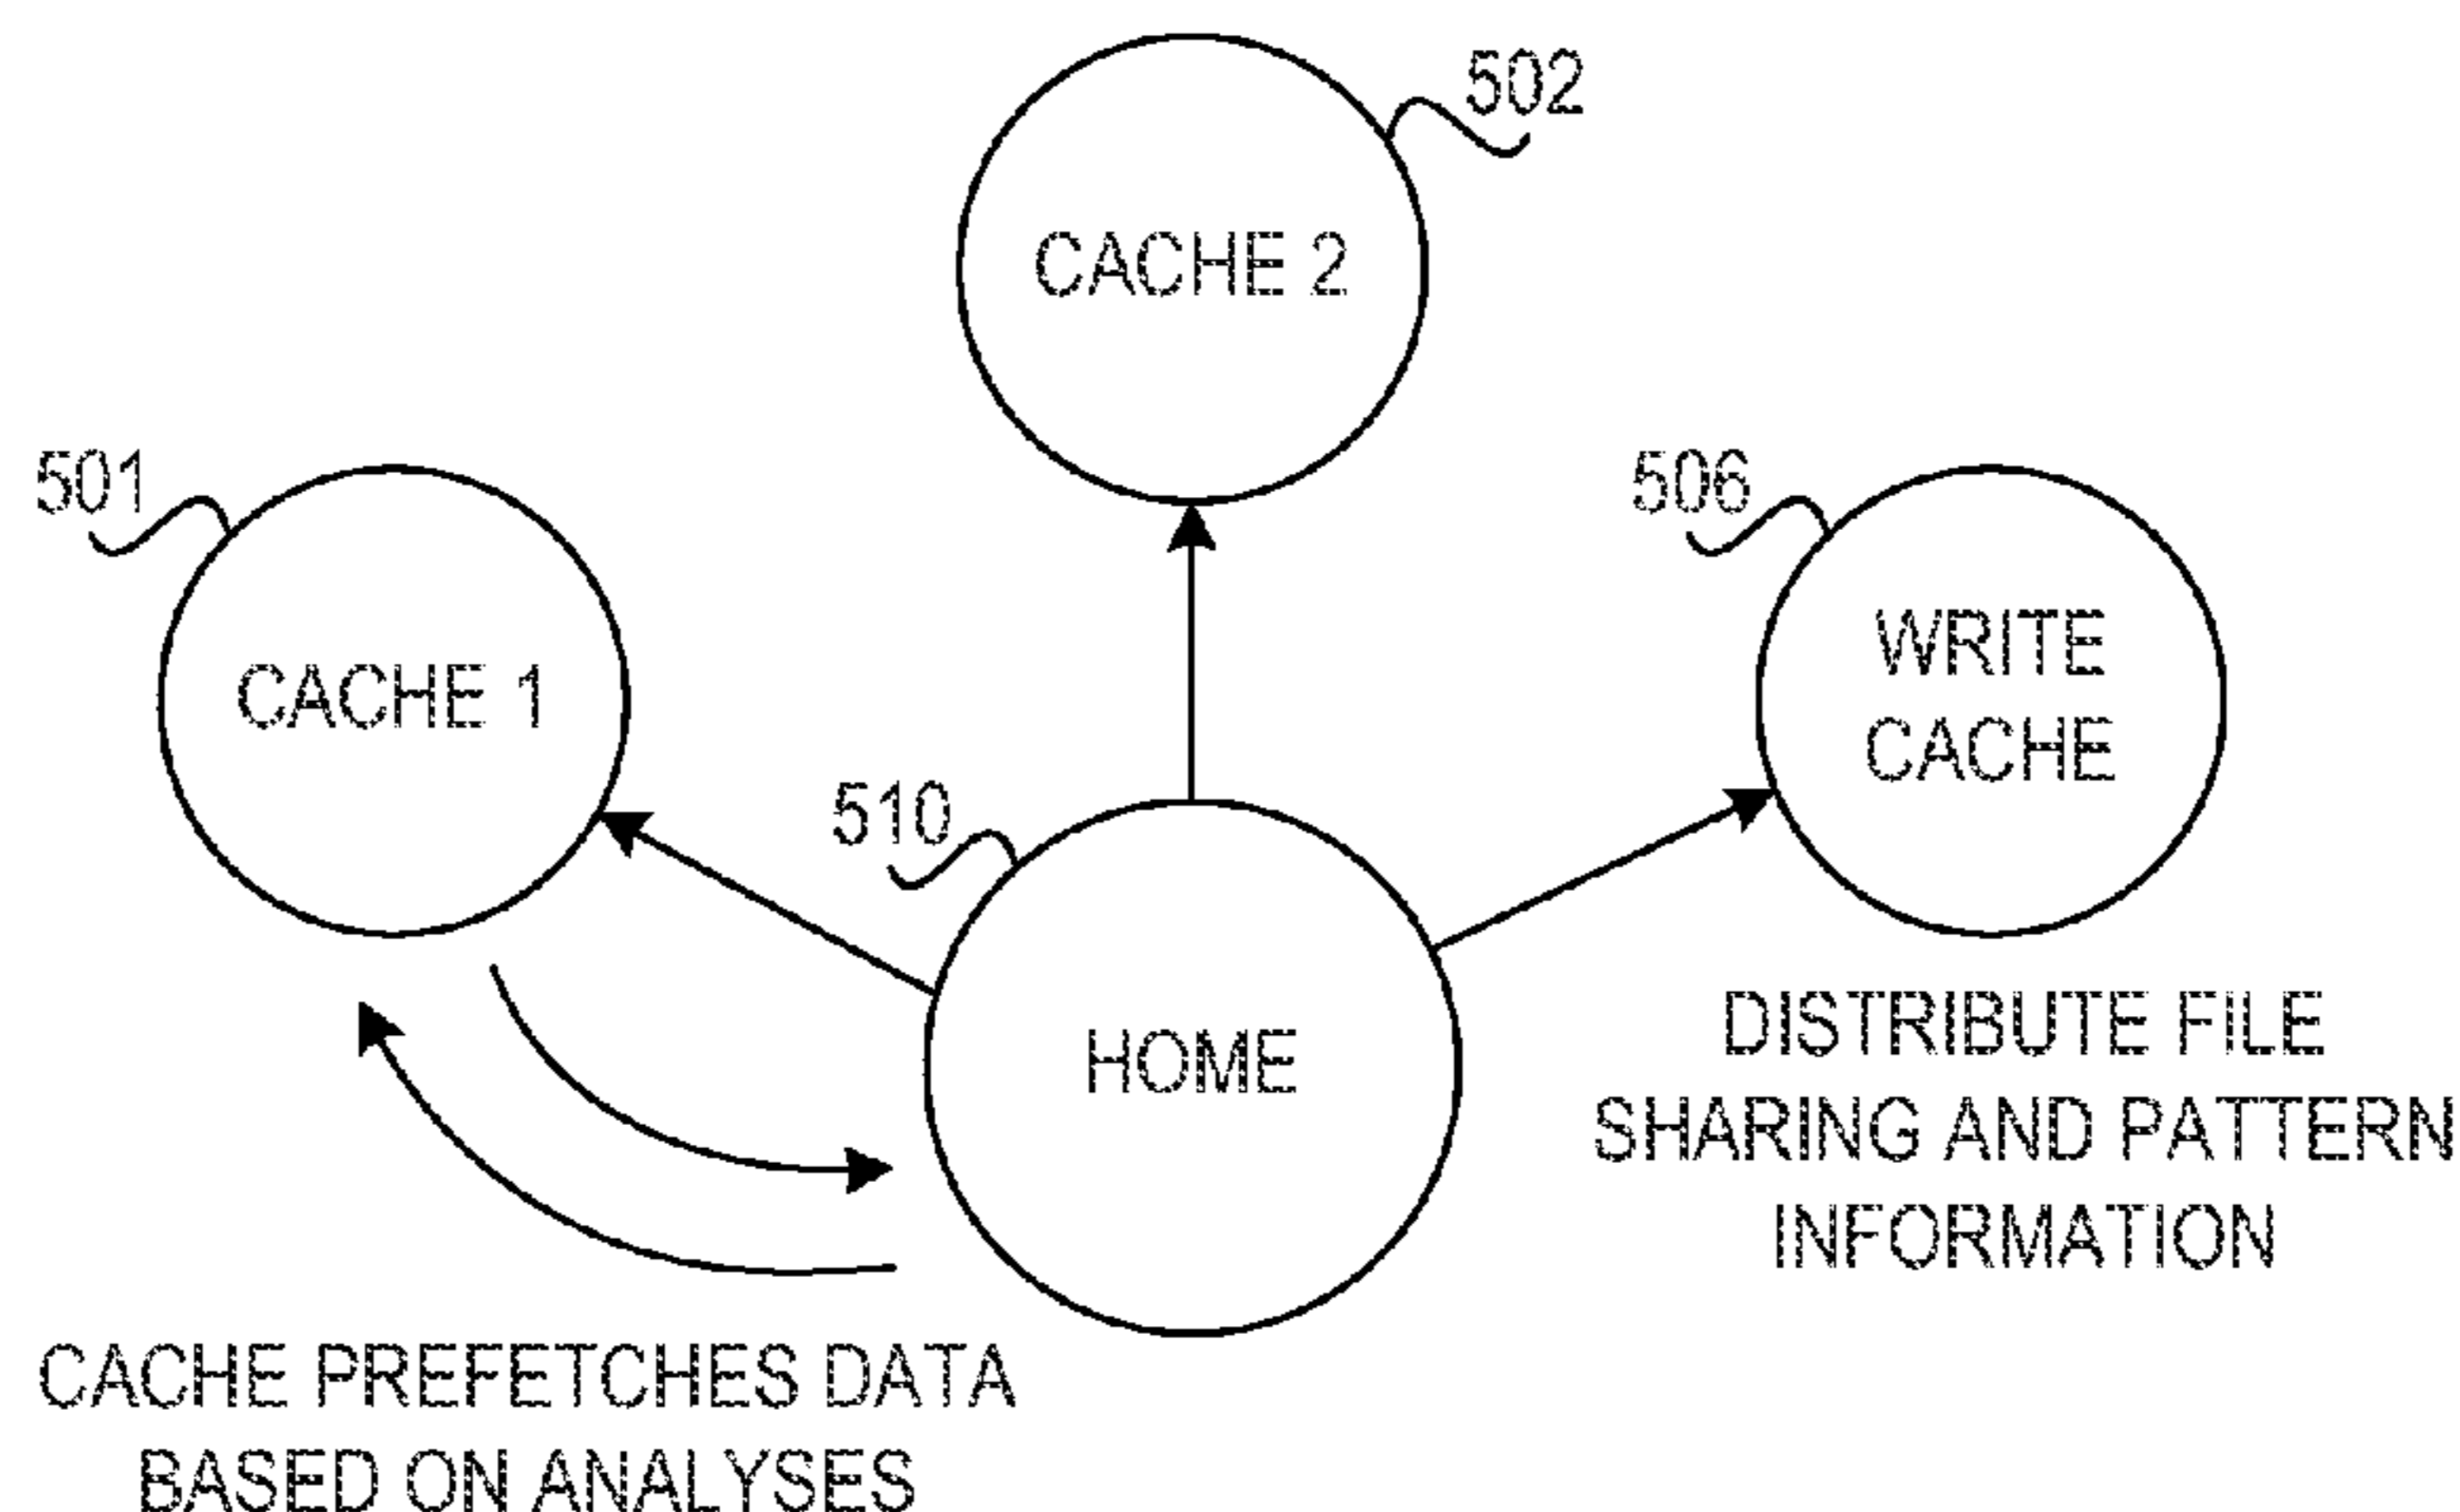 502
CACHE 2
501
506
CACHE 1
WRITE
CACHE
510
HOME
DISTRIBUTE FILE
SHARING AND PATTERN
INFORMATION
CACHE PREFETCHES DATA
BASED ON ANALYSES